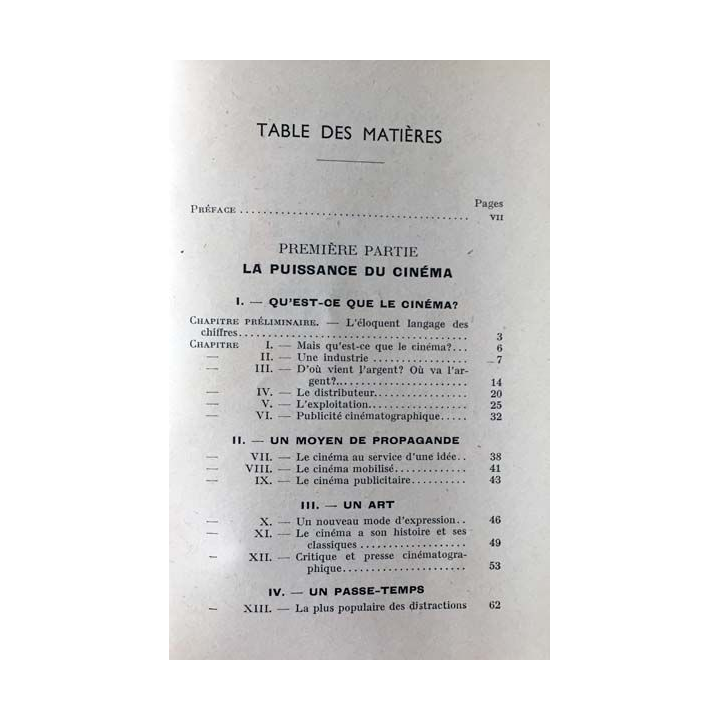 TABLE DES MATIÈRES
Pages
PRÉFACE ........................................ VII
PREMIÈRE PARTIE
LA PUISSANCE DU CINÉMA
I. — QU'EST-CE QUE LE CINÉMA?
CHAPITRE PRÉLIMINAIRE. — L'éloquent langage des
chiffres........................................ 3
CHAPITRE I. — Mais qu'est-ce que le cinéma?... 6
— II. — Une industrie ................ 7
— III. — D'où vient l'argent? Où va l'ar-
gent?....................... 14
— IV. — Le distributeur................ 20
— V. — L'exploitation................. 25
— VI. — Publicité cinématographique.... 32
II. — UN MOYEN DE PROPAGANDE
— VII. — Le cinéma au service d'une idée.. 38
— VIII. — Le cinéma mobilisé............ 41
— IX. — Le cinéma publicitaire.......... 43
III. — UN ART
— X. — Un nouveau mode d'expression.. 46
— XI. — Le cinéma a son histoire et ses
classiques .................. 49
— XII. — Critique et presse cinématogra-
phique..................... 53
IV. — UN PASSE-TEMPS
— XIII. — La plus populaire des distractions 62